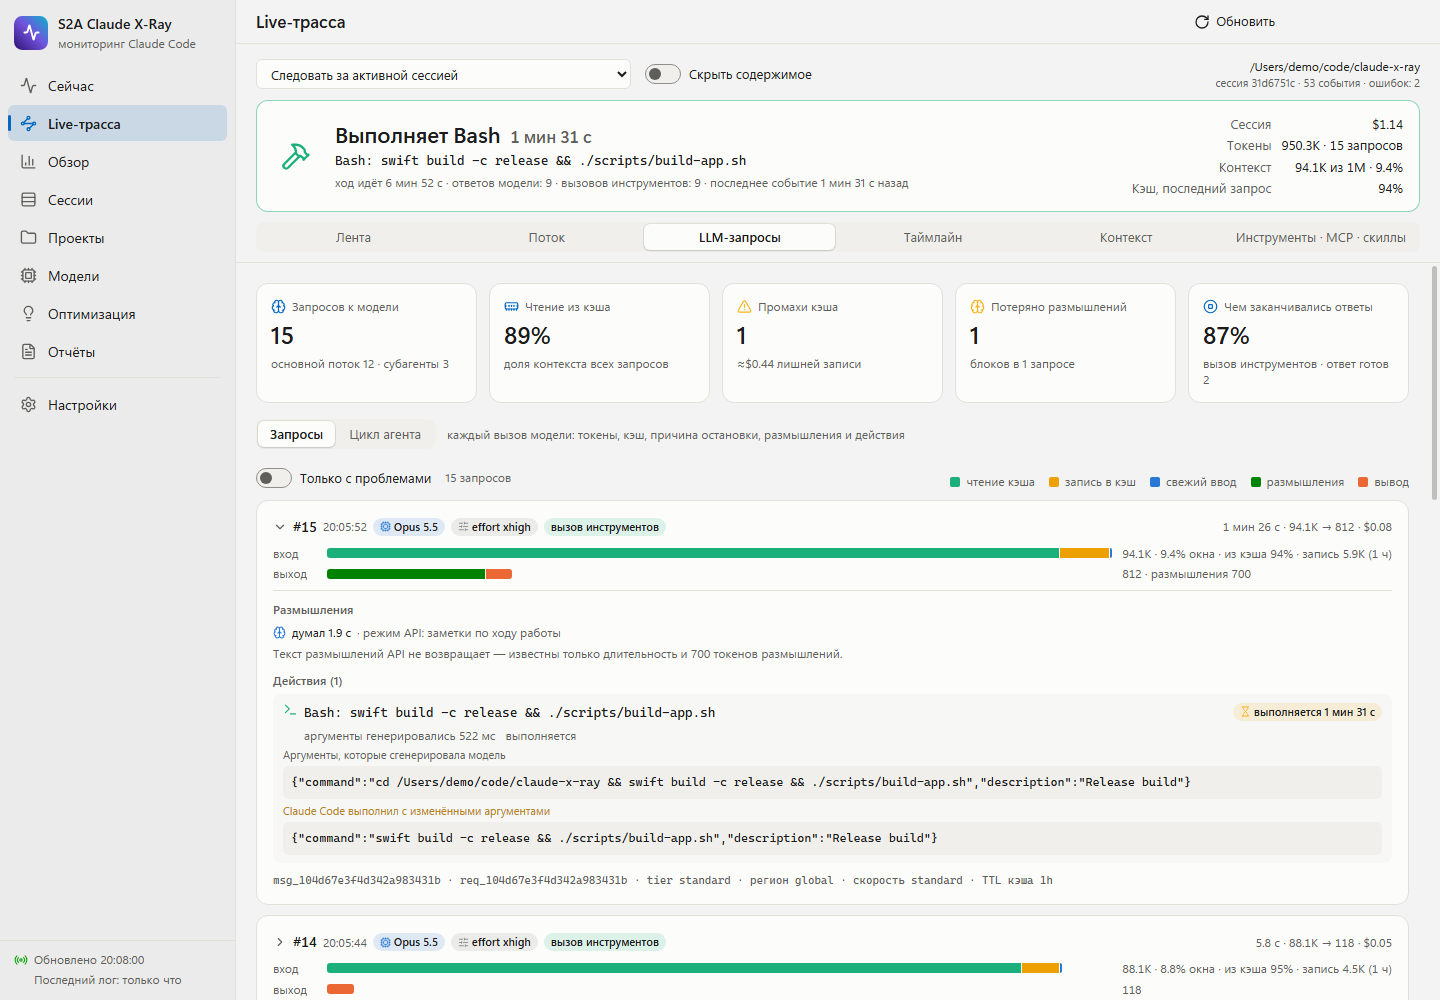 S2A Claude X-Ray
мониторинг Claude Code
Сейчас
Live-трасса
Обзор
Сессии
Проекты
Модели
Оптимизация
Отчёты
Настройки
Обновлено 20:08:00
Последний лог: только что
Live-трасса
Обновить
Следовать за активной сессией
Скрыть содержимое
/Users/demo/code/claude-x-ray
сессия 31d6751c · 53 события · ошибок: 2
Выполняет Bash 1 мин 31 с
Bash: swift build -c release && ./scripts/build-app.sh
ход идёт 6 мин 52 с · ответов модели: 9 · вызовов инструментов: 9 · последнее событие 1 мин 31 с назад
Сессия $1.14
Токены 950.3K · 15 запросов
Контекст 94.1K из 1M · 9.4%
Кэш, последний запрос 94%
Лента
Поток
LLM-запросы
Таймлайн
Контекст
Инструменты · MCP · скиллы
Запросов к модели
15
основной поток 12 · субагенты 3
Чтение из кэша
89%
доля контекста всех запросов
Промахи кэша
1
≈$0.44 лишней записи
Потеряно размышлений
1
блоков в 1 запросе
Чем заканчивались ответы
87%
вызов инструментов · ответ готов
2
Запросы
Цикл агента
каждый вызов модели: токены, кэш, причина остановки, размышления и действия
Только с проблемами
15 запросов
чтение кэша
запись в кэш
свежий ввод
размышления
вывод
#15 20:05:52 Opus 5.5 effort xhigh вызов инструментов
1 мин 26 с · 94.1K → 812 · $0.08
вход
94.1K · 9.4% окна · из кэша 94% · запись 5.9K (1 ч)
выход
812 · размышления 700
Размышления
думал 1.9 с · режим API: заметки по ходу работы
Текст размышлений API не возвращает — известны только длительность и 700 токенов размышлений.
Действия (1)
Bash: swift build -c release && ./scripts/build-app.sh
выполняется 1 мин 31 с
аргументы генерировались 522 мс выполняется
Аргументы, которые сгенерировала модель
{"command":"cd /Users/demo/code/claude-x-ray && swift build -c release && ./scripts/build-app.sh","description":"Release build"}
Claude Code выполнил с изменёнными аргументами
{"command":"swift build -c release && ./scripts/build-app.sh","description":"Release build"}
msg_104d67e3f4d342a983431b · req_104d67e3f4d342a983431b · tier standard · регион global · скорость standard · TTL кэша 1h
#14 20:05:44 Opus 5.5 effort xhigh вызов инструментов
5.8 с · 88.1K → 118 · $0.05
вход
88.1K · 8.8% окна · из кэша 95% · запись 4.5K (1 ч)
выход
118